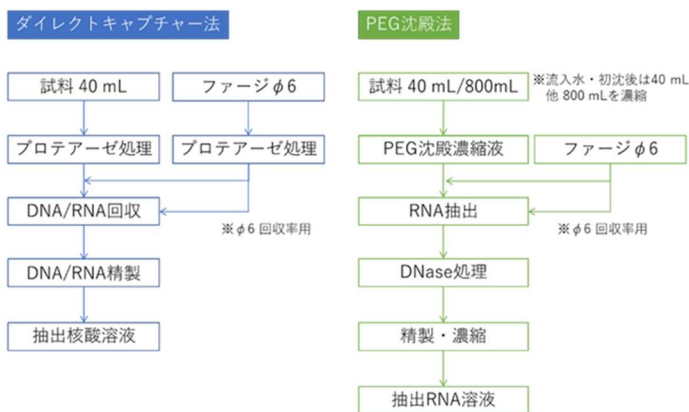 ダイレクトキャプチャー法
試料 40 mL
ファージφ6
プロテアーゼ処理
プロテアーゼ処理
DNA/RNA回収
※φ6 回収率用
DNA/RNA精製
抽出核酸溶液
PEG沈殿法
試料 40 mL/800mL
※流入水・初沈後は40 mL
他 800 mLを濃縮
PEG沈殿濃縮液
ファージφ6
RNA抽出
※φ6 回収率用
DNase処理
精製・濃縮
抽出RNA溶液